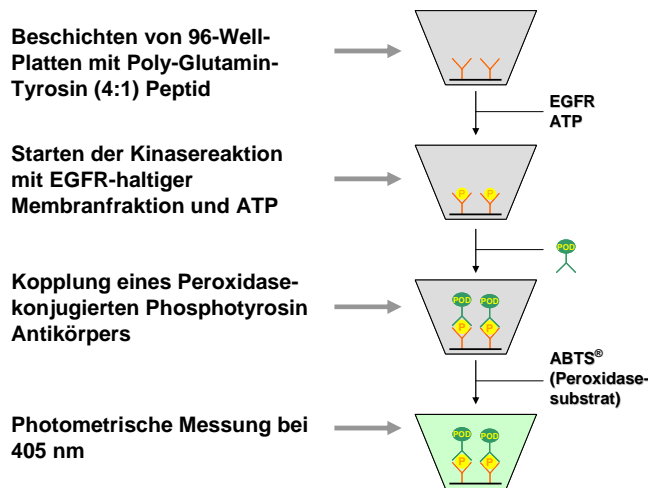 Beschichten von 96-Well-
Platten mit Poly-Glutamin-
Tyrosin (4:1) Peptid
EGFR
ATP
Starten der Kinasereaktion
mit EGFR-haltiger
Membranfraktion und ATP
P P
POD
Kopplung eines Peroxidase-
konjugierten Phosphotyrosin
Antikörpers
POD POD
P P
ABTS®
(Peroxidase-
substrat)
Photometrische Messung bei
405 nm
POD POD
P P